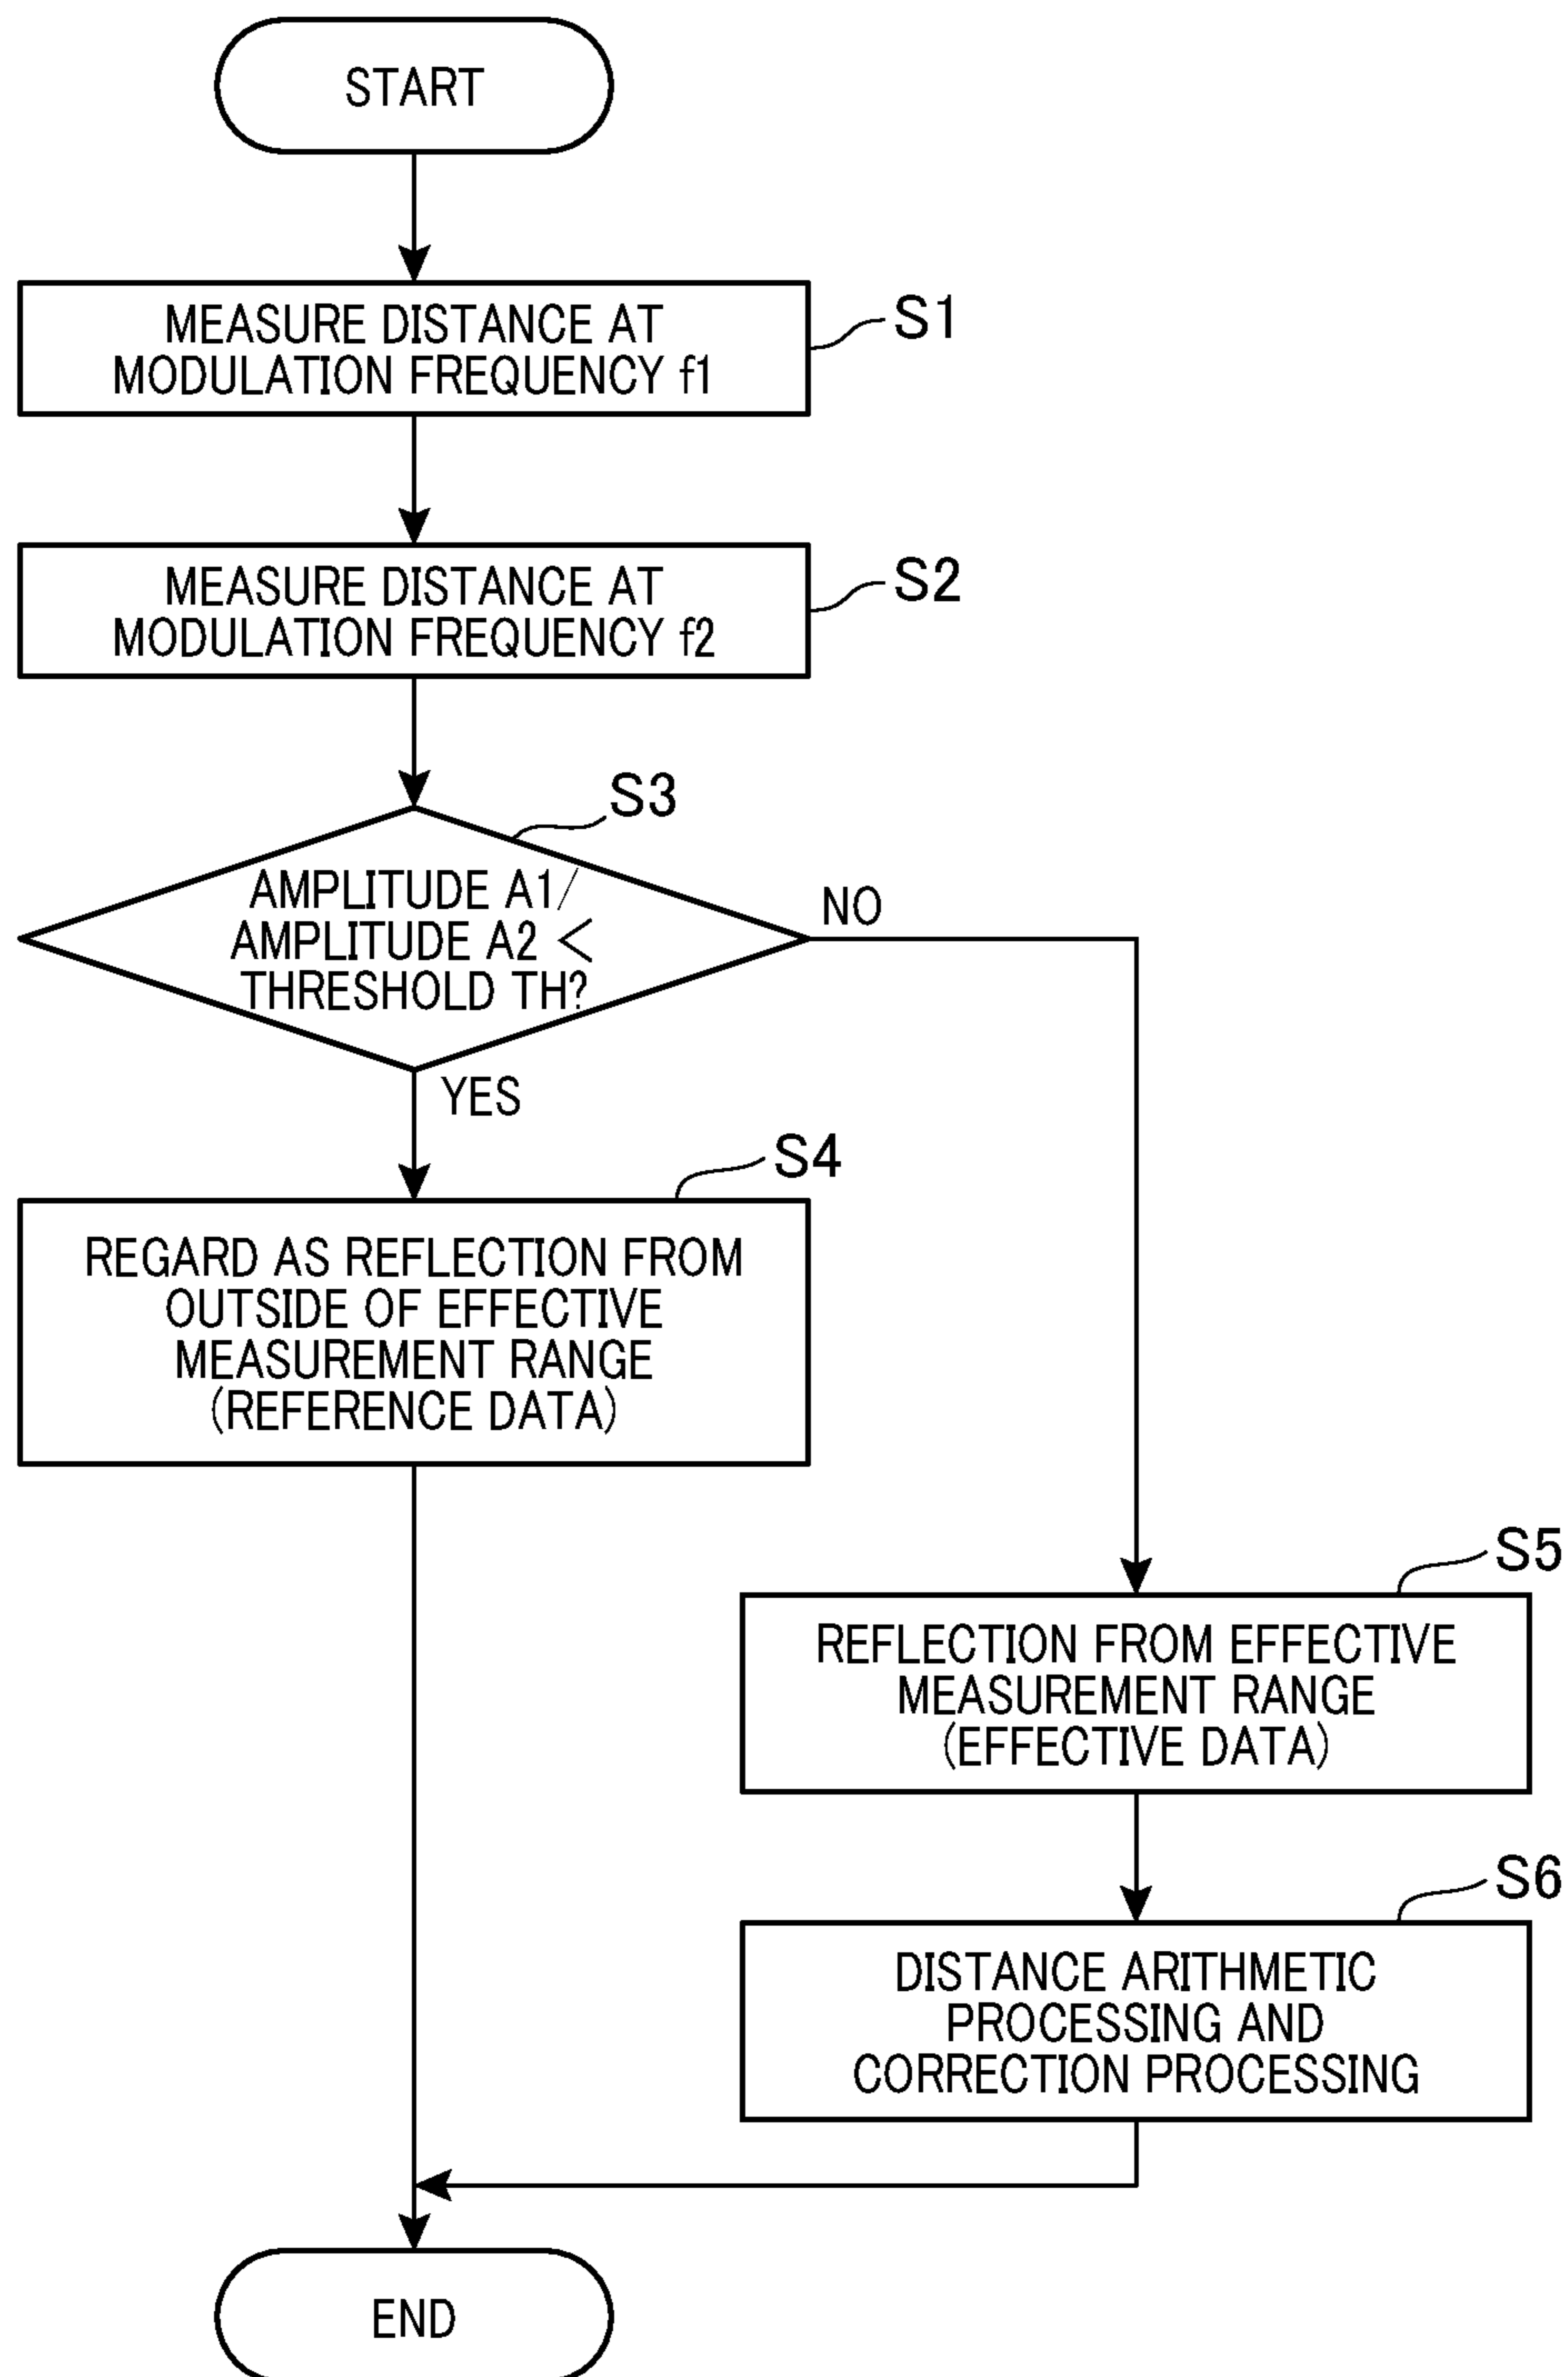 START
MEASURE DISTANCE AT
MODULATION FREQUENCY f1
S1
MEASURE DISTANCE AT
MODULATION FREQUENCY f2
S2
S3
AMPLITUDE A1/
AMPLITUDE A2 <
THRESHOLD TH?
NO
YES
S4
REGARD AS REFLECTION FROM
OUTSIDE OF EFFECTIVE
MEASUREMENT RANGE
(REFERENCE DATA)
S5
REFLECTION FROM EFFECTIVE
MEASUREMENT RANGE
(EFFECTIVE DATA)
S6
DISTANCE ARITHMETIC
PROCESSING AND
CORRECTION PROCESSING
END